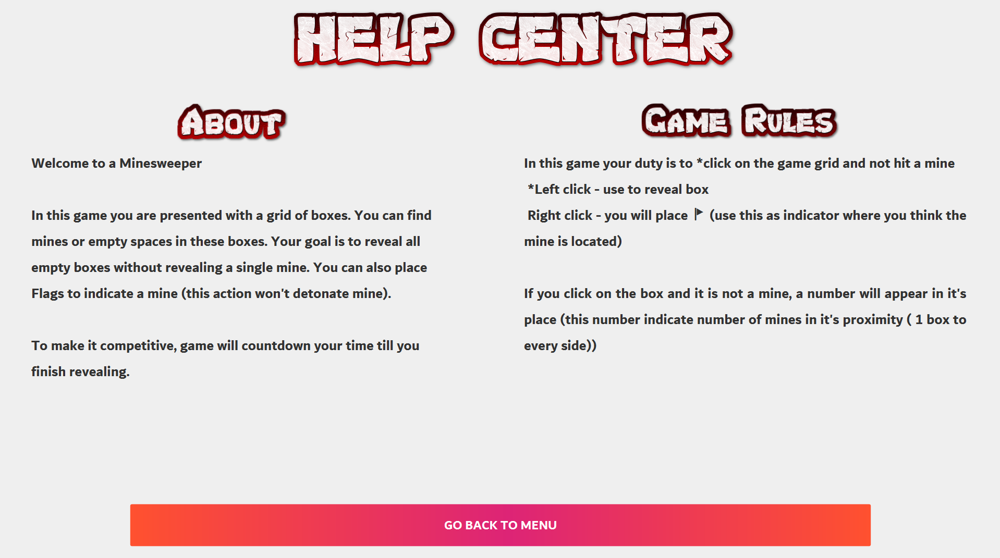 HELP CENTER
ABOUT
Welcome to a Minesweeper
In this game you are presented with a grid of boxes. You can find
mines or empty spaces in these boxes. Your goal is to reveal all
empty boxes without revealing a single mine. You can also place
Flags to indicate a mine (this action won't detonate mine).
To make it competitive, game will countdown your time till you
finish revealing.
GAME RULES
In this game your duty is to *click on the game grid and not hit a mine
*Left click - use to reveal box
Right click - you will place (use this as indicator where you think the
mine is located)
If you click on the box and it is not a mine, a number will appear in it's
place (this number indicate number of mines in it's proximity ( 1 box to
every side))
GO BACK TO MENU